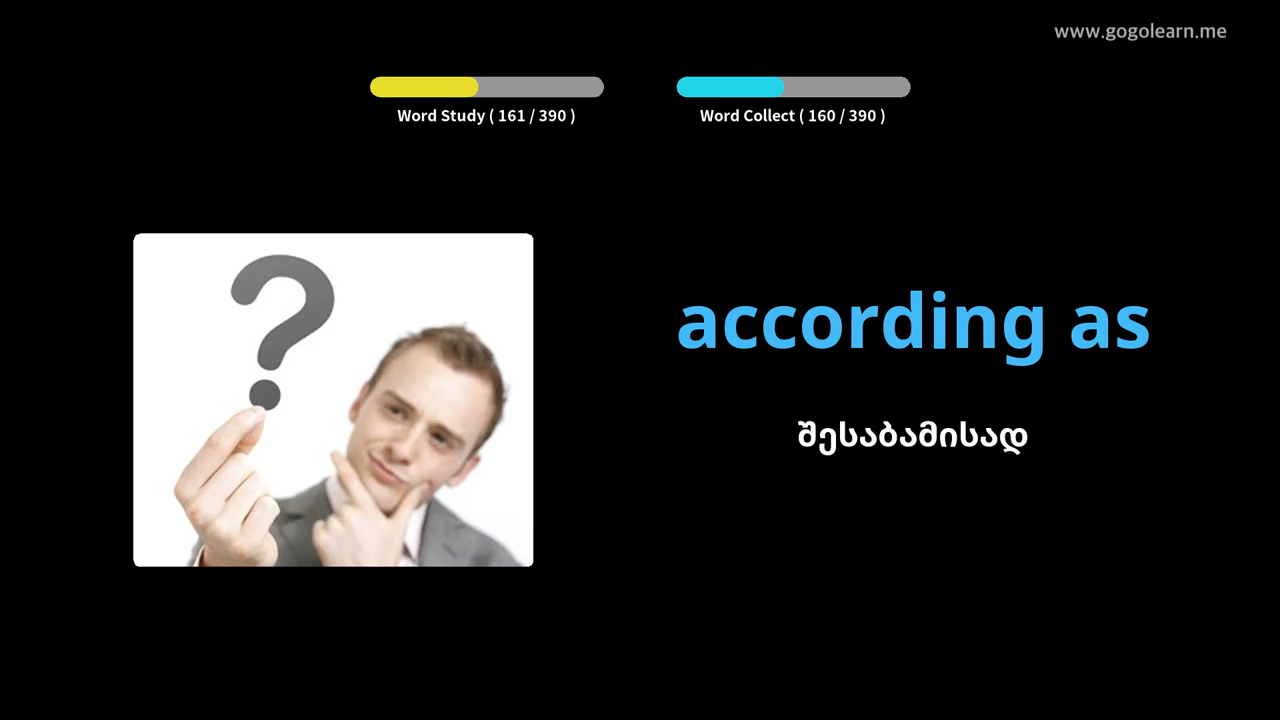 www.gogolearn.me
Word Study ( 161 / 390 )
Word Collect ( 160 / 390 )
according as
შესაბამისად